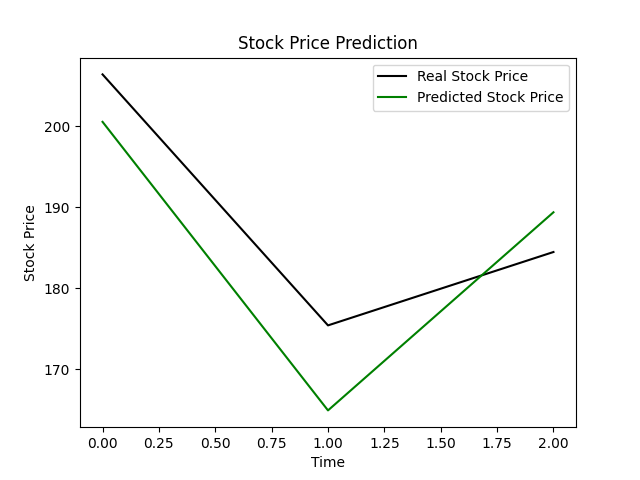 Stock Price Prediction
Real Stock Price
Predicted Stock Price
Stock Price
200
190
180
170
0.00 0.25 0.50 0.75 1.00 1.25 1.50 1.75 2.00
Time